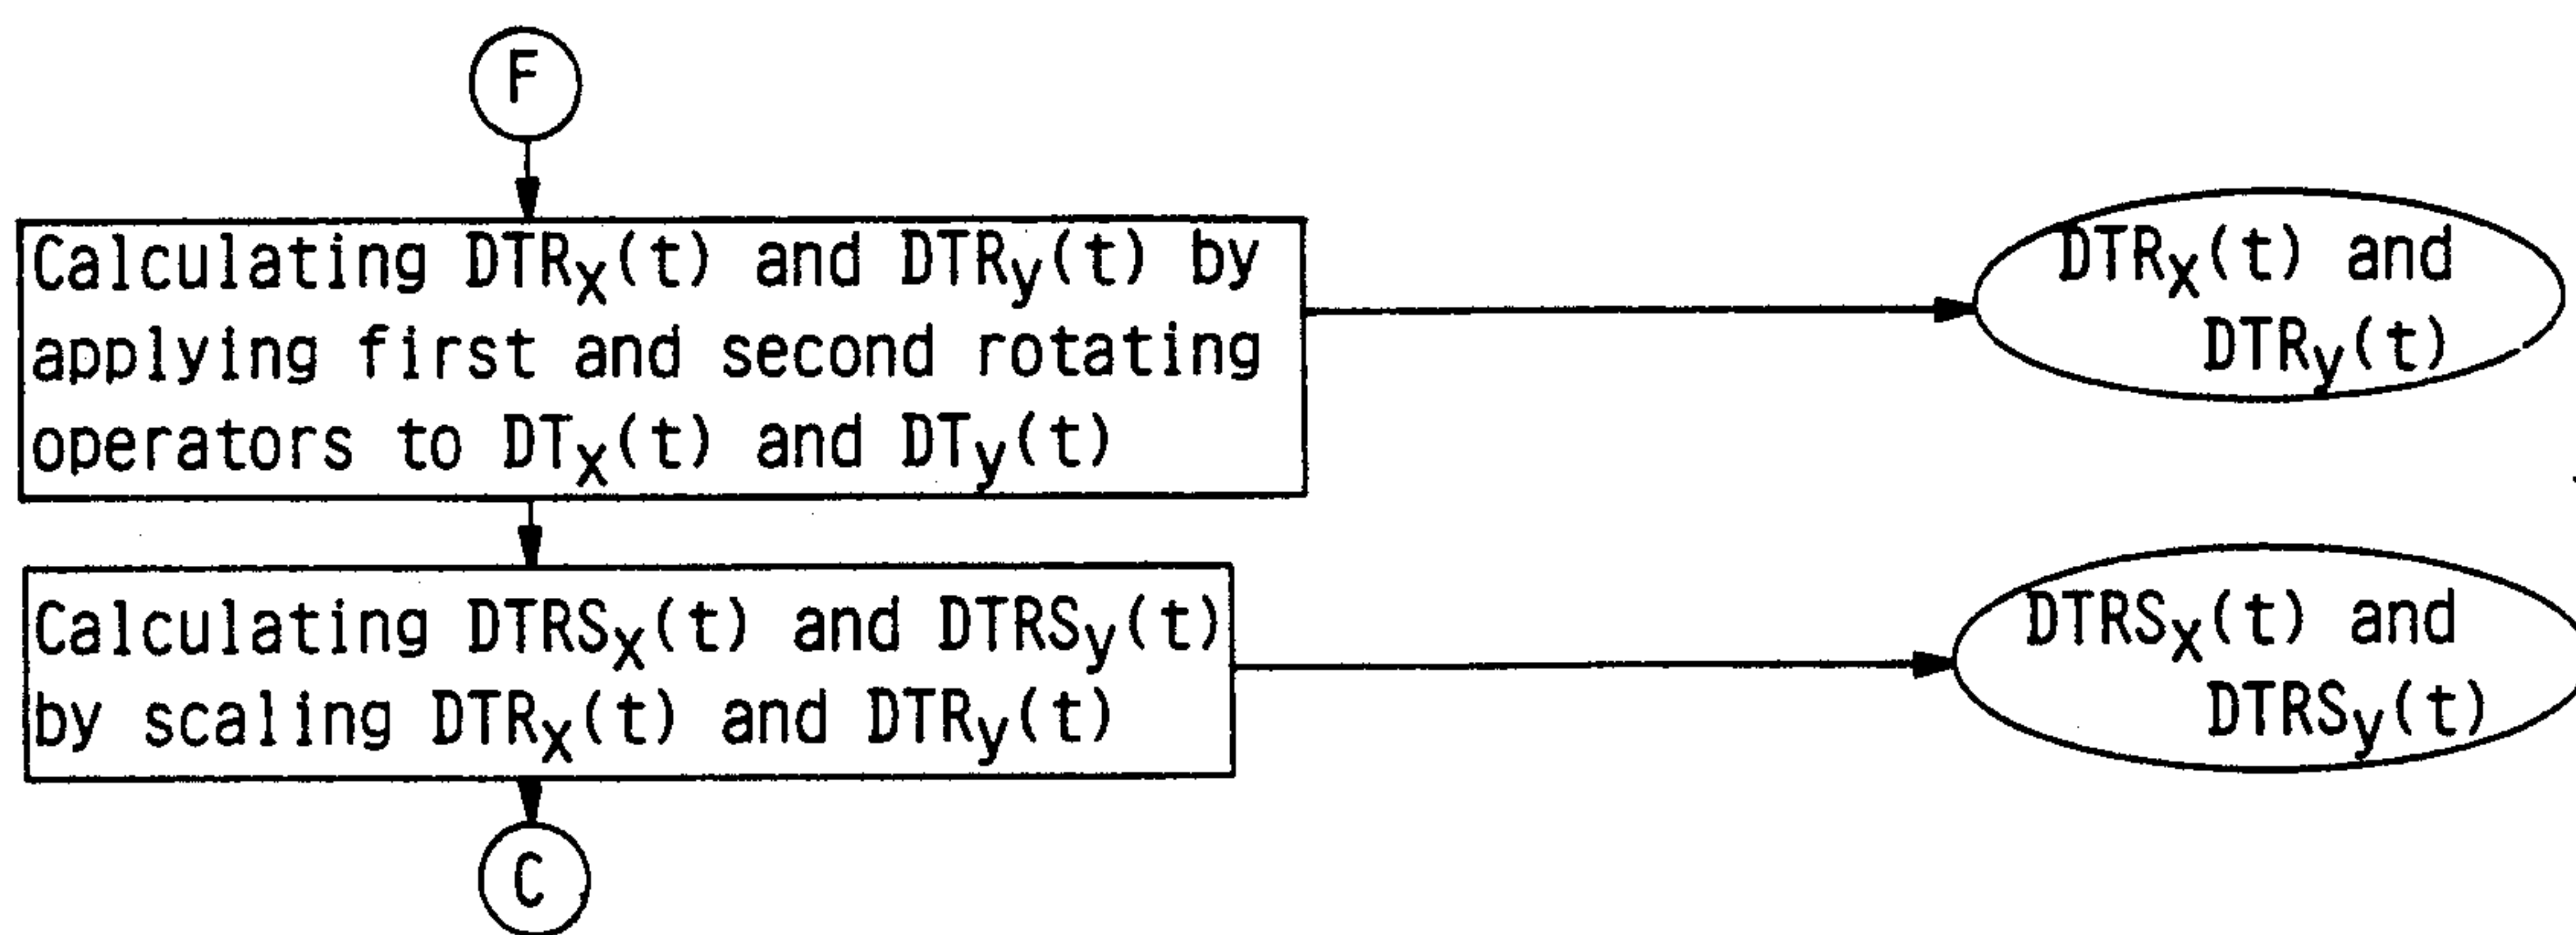 F
Calculating DTRx(t) and DTRy(t) by
applying first and second rotating
operators to DTx(t) and DTy(t)
DTRx(t) and
DTRy(t)
Calculating DTRSx(t) and DTRSy(t)
by scaling DTRx(t) and DTRy(t)
DTRSx(t) and
DTRSy(t)
C